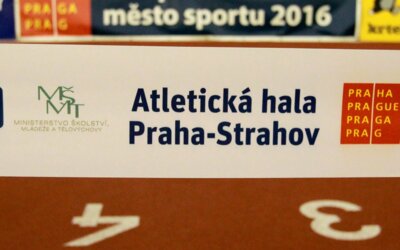 PRAGA
PRAG
město sportu 2016
MŠMT
MINISTERSTVO ŠKOLSTVÍ,
MLÁDEŽE A TĚLOVÝCHOVY
Atletická hala
Praha-Strahov
PRAHA
PRAGUE
PRAGA
PRAG
4
3